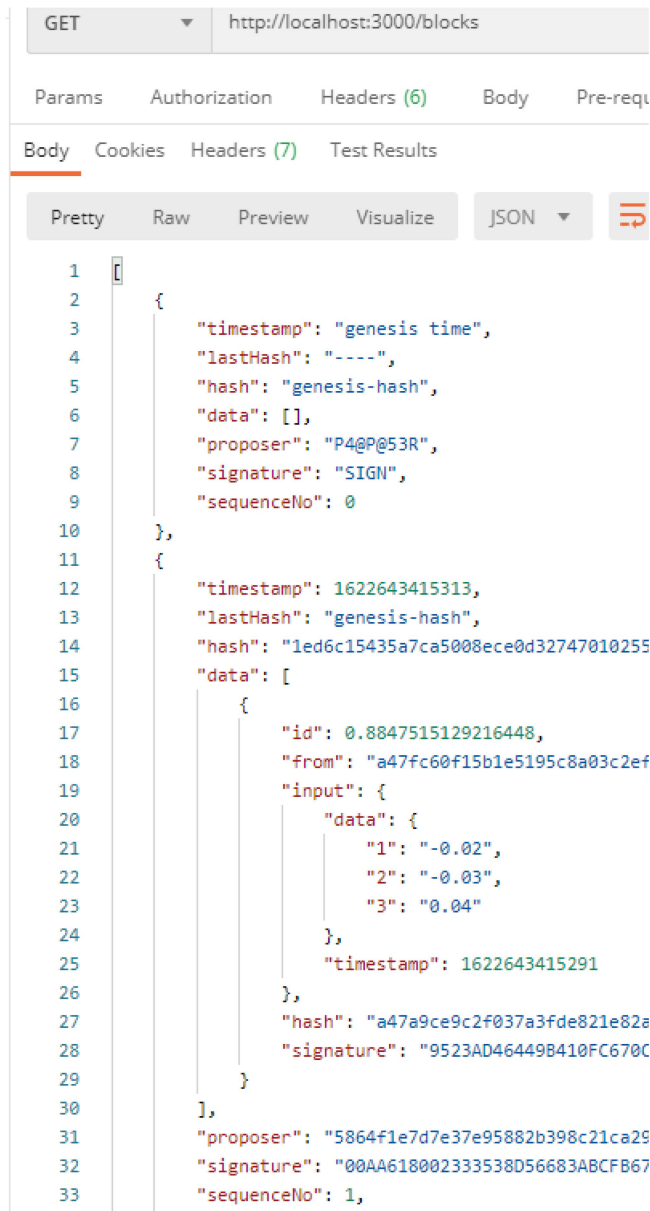 GET http://localhost:3000/blocks
Params Authorization Headers (6) Body Pre-requ
Body Cookies Headers (7) Test Results
Pretty Raw Preview Visualize JSON
1 [
2 {
3 "timestamp": "genesis time",
4 "lastHash": "----",
5 "hash": "genesis-hash",
6 "data": [],
7 "proposer": "P4@P@53R",
8 "signature": "SIGN",
9 "sequenceNo": 0
10 },
11 {
12 "timestamp": 1622643415313,
13 "lastHash": "genesis-hash",
14 "hash": "1ed6c15435a7ca5008ece0d32747010255
15 "data": [
16 {
17 "id": 0.8847515129216448,
18 "from": "a47fc60f15b1e5195c8a03c2ef
19 "input": {
20 "data": {
21 "1": "-0.02",
22 "2": "-0.03",
23 "3": "0.04"
24 },
25 "timestamp": 1622643415291
26 },
27 "hash": "a47a9ce9c2f037a3fde821e82a
28 "signature": "9523AD46449B410FC670C
29 }
30 ],
31 "proposer": "5864f1e7d7e37e95882b398c21ca29
32 "signature": "00AA618002333538D56683ABCFB67
33 "sequenceNo": 1,